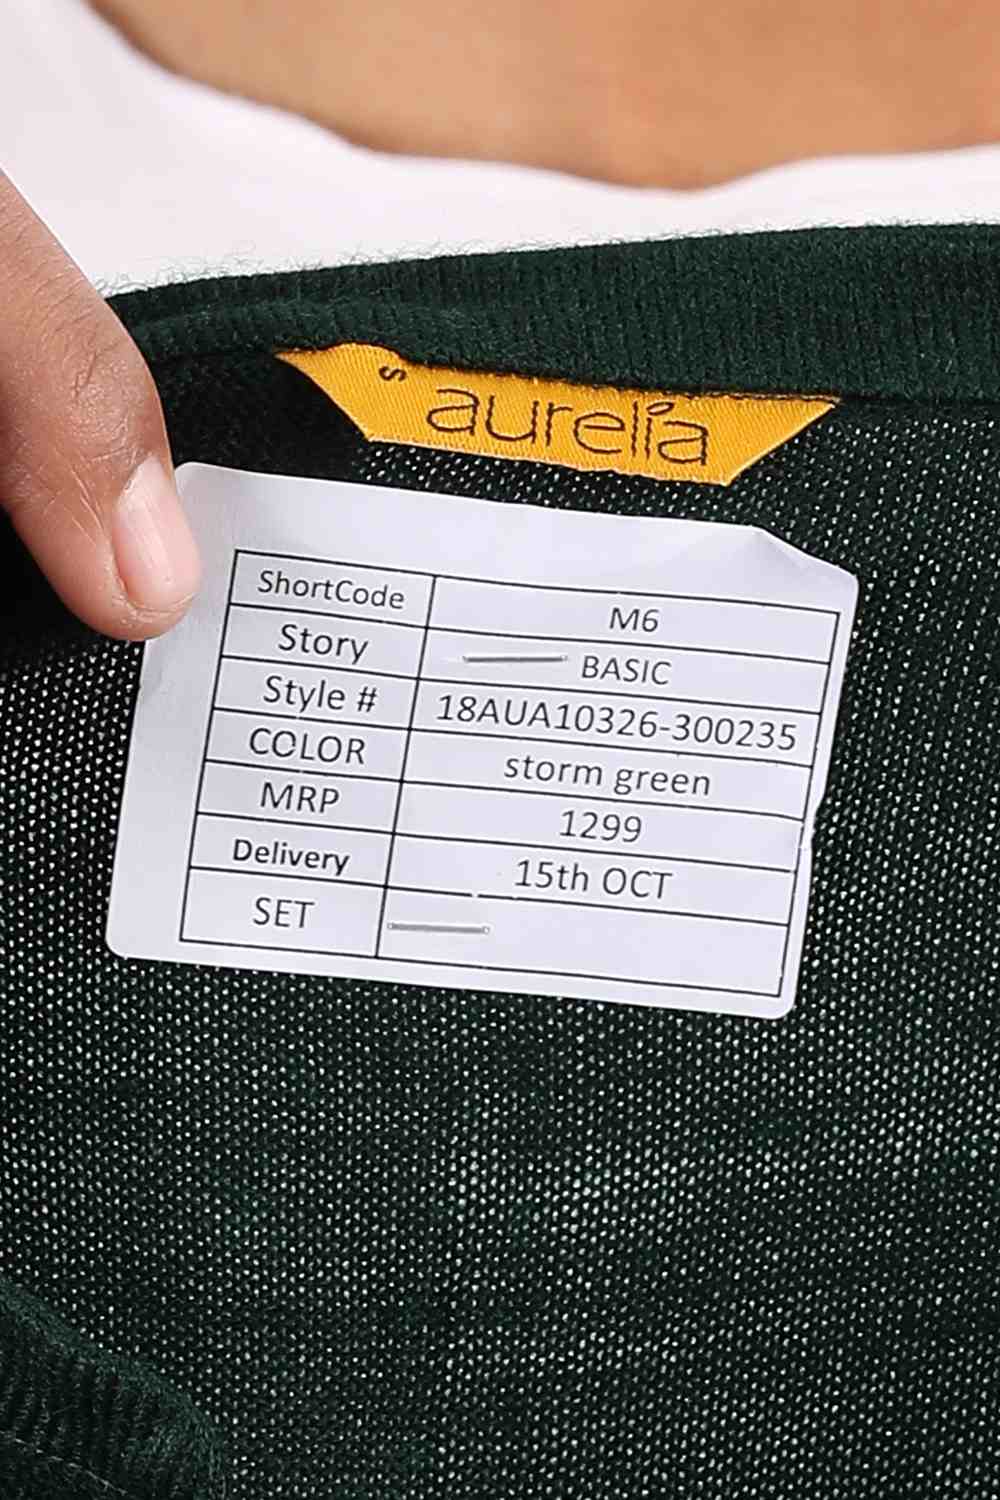 S aurelia
ShortCode M6
Story BASIC
Style # 18AUA10326-300235
COLOR storm green
MRP 1299
Delivery 15th OCT
SET